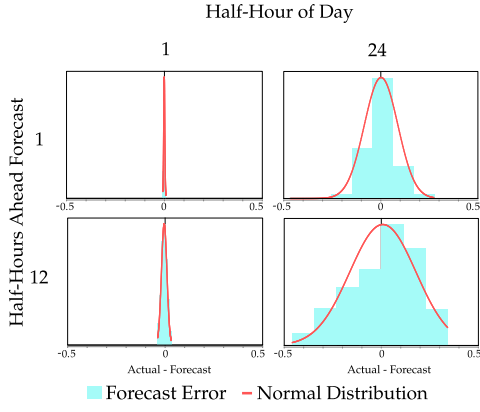 Half-Hour of Day
1 24
Half-Hours Ahead Forecast
1
-0.5 0 0.5 -0.5 0 0.5
12
-0.5 0 0.5 -0.5 0 0.5
Actual - Forecast Actual - Forecast
Forecast Error Normal Distribution